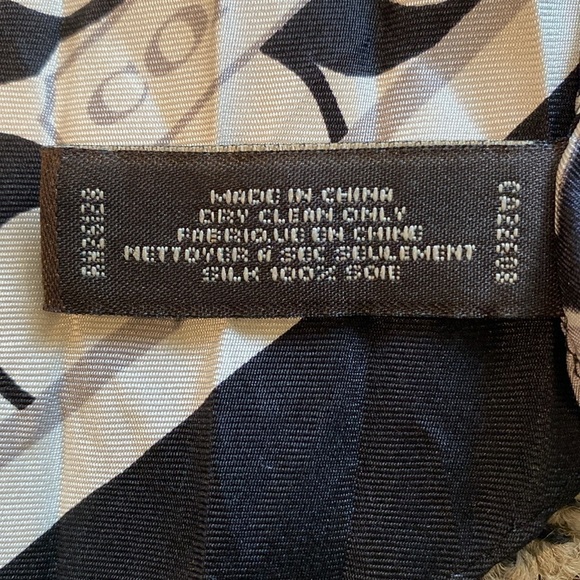 MADE IN CHINA
DRY CLEAN ONLY
FABRIQUE EN CHINE
NETTOYER A SEC SEULEMENT
SILK 100% SOIE